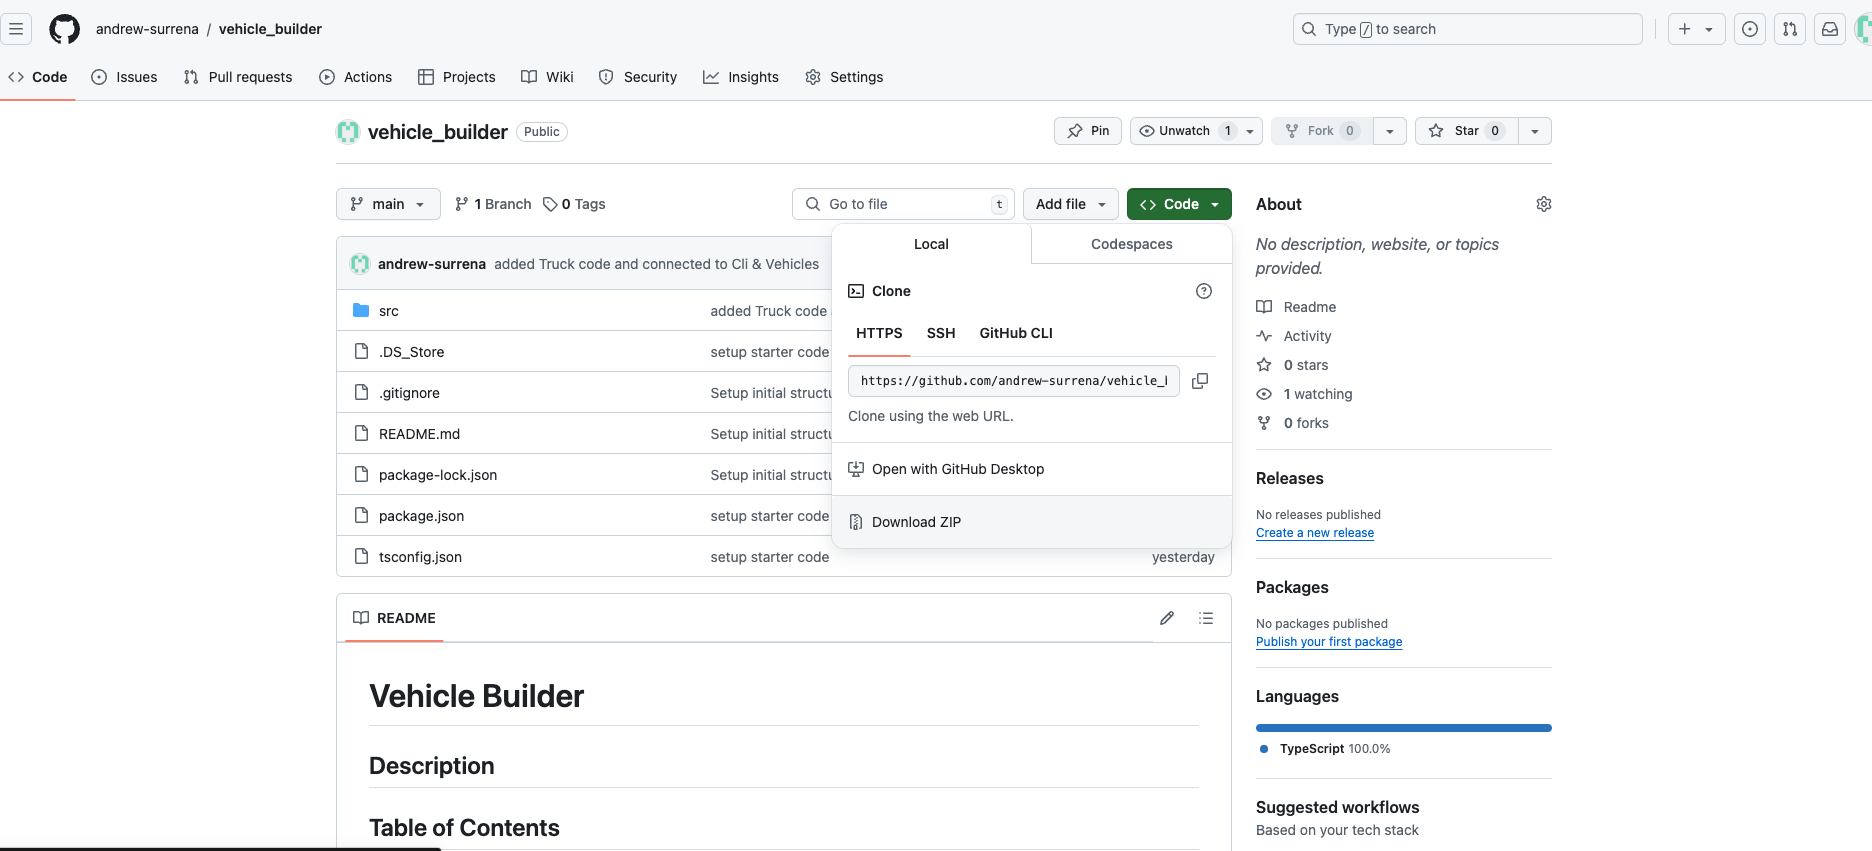 andrew-surrena / vehicle_builder
Type / to search
Code Issues Pull requests Actions Projects Wiki Security Insights Settings
vehicle_builder Public
Pin Unwatch 1 Fork 0 Star 0
main 1 Branch 0 Tags Go to file t Add file Code
Local Codespaces
Clone
HTTPS SSH GitHub CLI
https://github.com/andrew-surrena/vehicle_
Clone using the web URL.
Open with GitHub Desktop
Download ZIP
andrew-surrena added Truck code and connected to Cli & Vehicles
src added Truck code
.DS_Store setup starter code
.gitignore Setup initial structu
README.md Setup initial structu
package-lock.json Setup initial structu
package.json setup starter code
tsconfig.json setup starter code yesterday
README
Vehicle Builder
Description
Table of Contents
About
No description, website, or topics
provided.
Readme
Activity
0 stars
1 watching
0 forks
Releases
No releases published
Create a new release
Packages
No packages published
Publish your first package
Languages
TypeScript 100.0%
Suggested workflows
Based on your tech stack